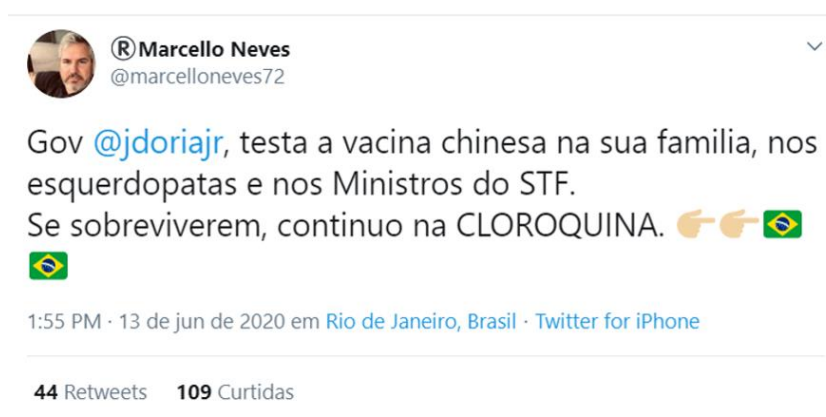 ®Marcello Neves
@marcelloneves72
Gov @jdoriajr, testa a vacina chinesa na sua familia, nos
esquerdopatas e nos Ministros do STF.
Se sobreviverem, continuo na CLOROQUINA. 👉🏼👉🏼🇧🇷
🇧🇷
1:55 PM · 13 de jun de 2020 em Rio de Janeiro, Brasil · Twitter for iPhone
44 Retweets 109 Curtidas